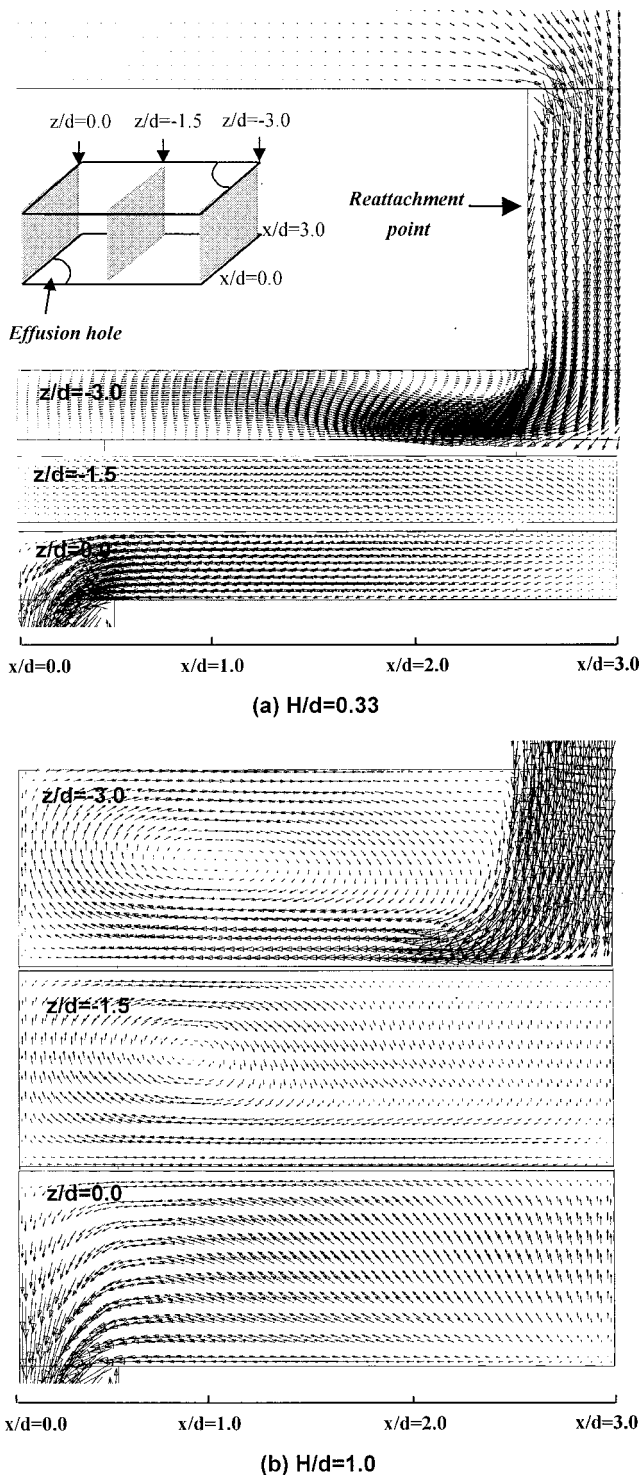 z/d=0.0 z/d=-1.5 z/d=-3.0
Reattachment
point
x/d=3.0
x/d=0.0
Effusion hole
z/d=-3.0
z/d=-1.5
z/d=0.0
x/d=0.0 x/d=1.0 x/d=2.0 x/d=3.0
(a) H/d=0.33
z/d=-3.0
z/d=-1.5
z/d=0.0
x/d=0.0 x/d=1.0 x/d=2.0 x/d=3.0
(b) H/d=1.0